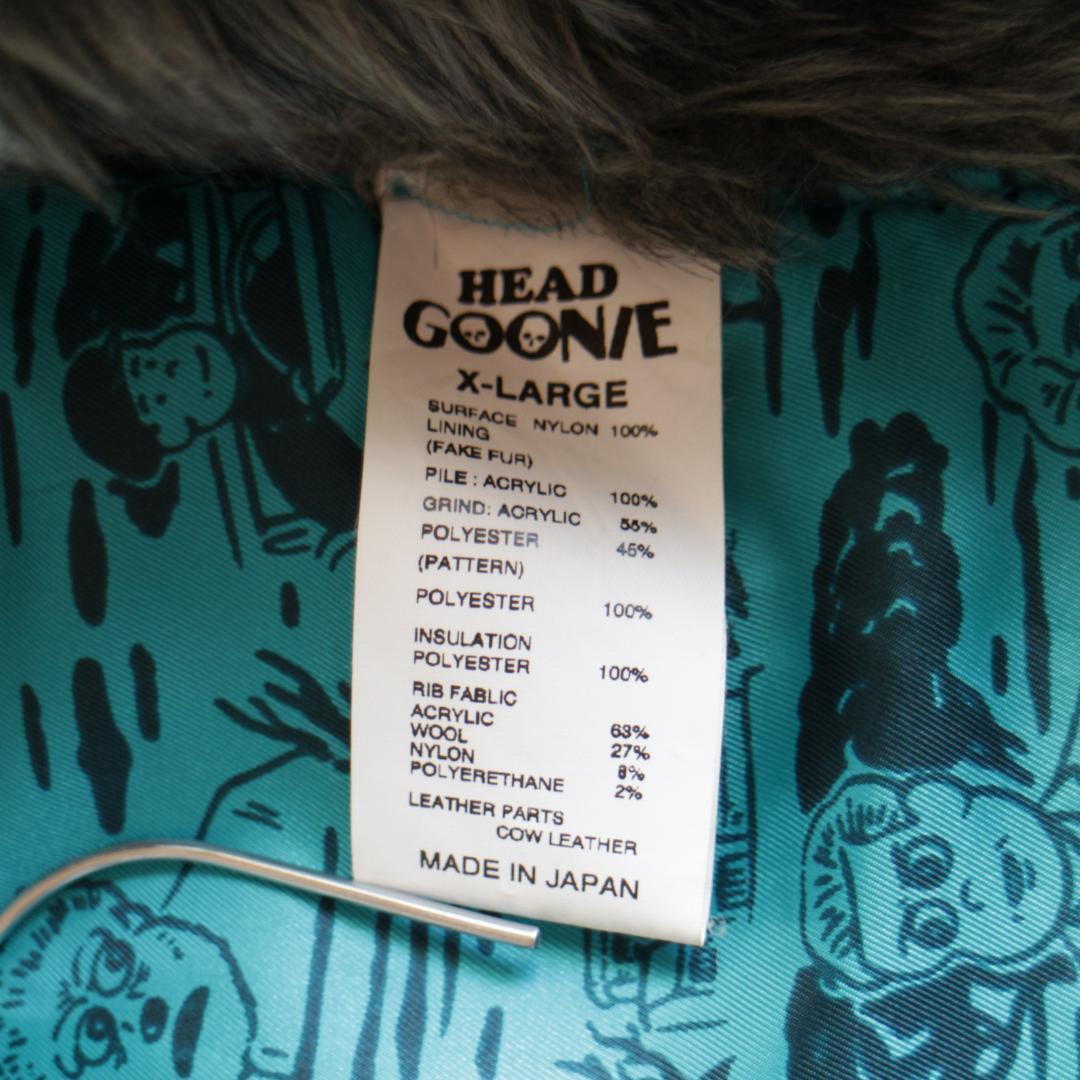 HEAD
GOONIE
X-LARGE
SURFACE NYLON 100%
LINING
(FAKE FUR)
PILE : ACRYLIC 100%
GRIND: ACRYLIC 55%
POLYESTER 45%
(PATTERN)
POLYESTER 100%
INSULATION
POLYESTER 100%
RIB FABLIC
ACRYLIC 63%
WOOL 27%
NYLON 8%
POLYERETHANE 2%
LEATHER PARTS
COW LEATHER
MADE IN JAPAN